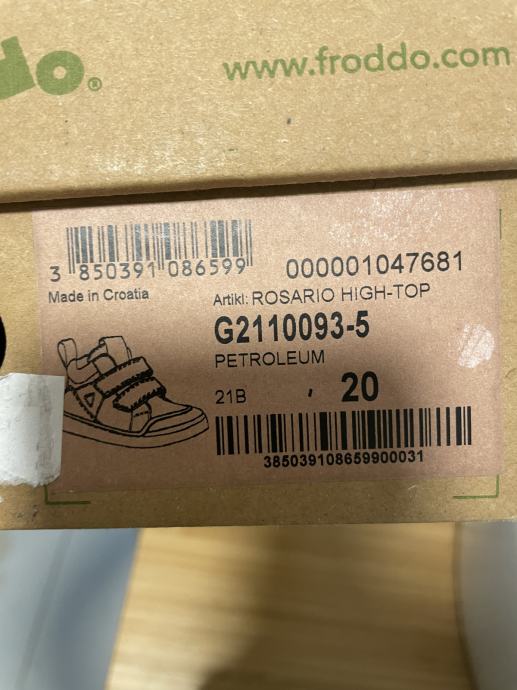 do®
www.froddo.com
3 850391 086599
000001047681
Made in Croatia
Artikl: ROSARIO HIGH-TOP
G2110093-5
PETROLEUM
21B , 20
385039108659900031